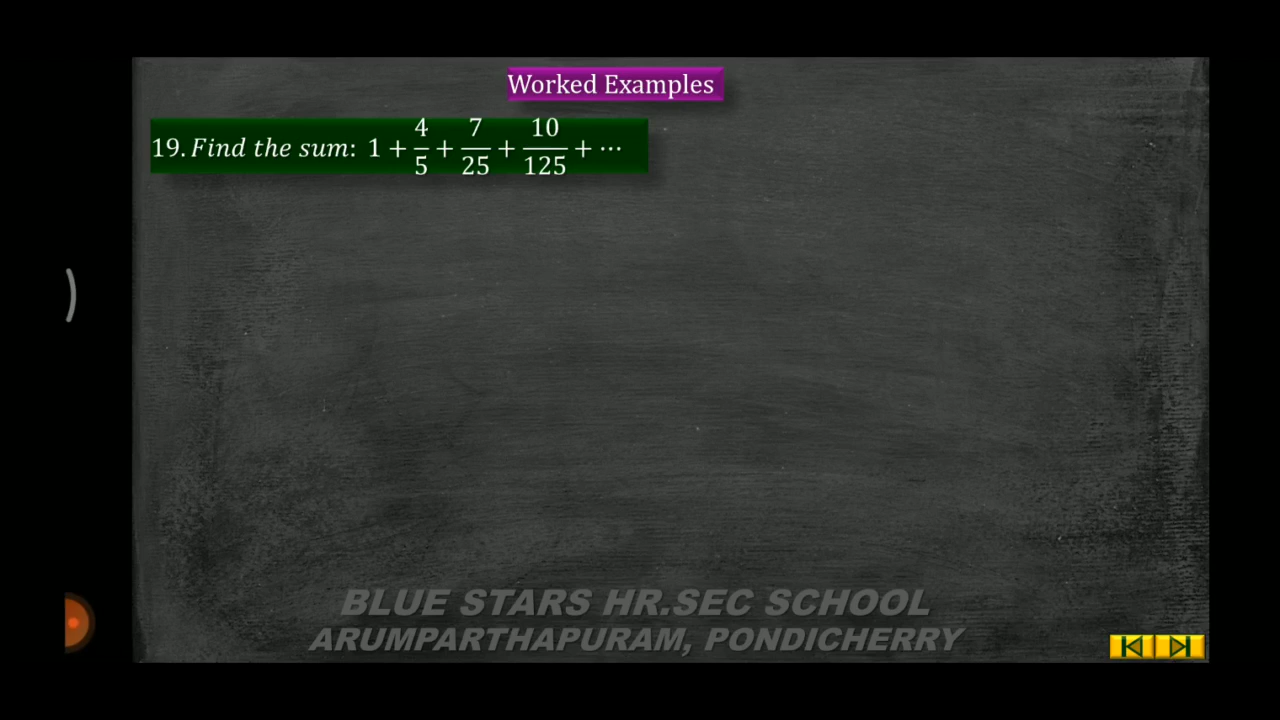 Worked Examples
19. Find the sum: 1 + 4/5 + 7/25 + 10/125 + ⋯
BLUE STARS HR.SEC SCHOOL
ARUMPARTHAPURAM, PONDICHERRY